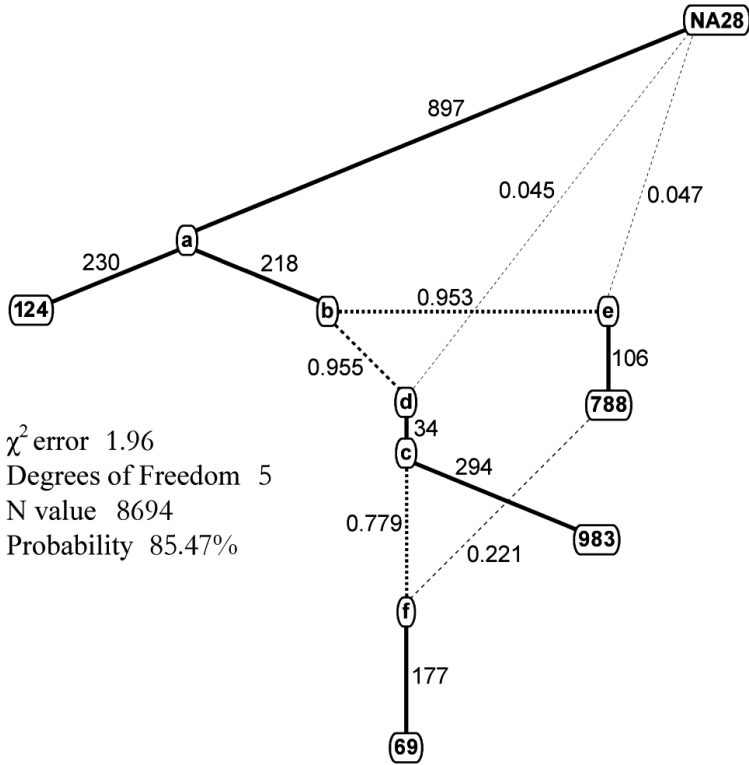 NA28
897
0.045
0.047
a
230
218
124
b
0.953
e
0.955
106
d
788
34
c
294
χ² error 1.96
Degrees of Freedom 5
N value 8694
Probability 85.47%
0.779
983
0.221
f
177
69